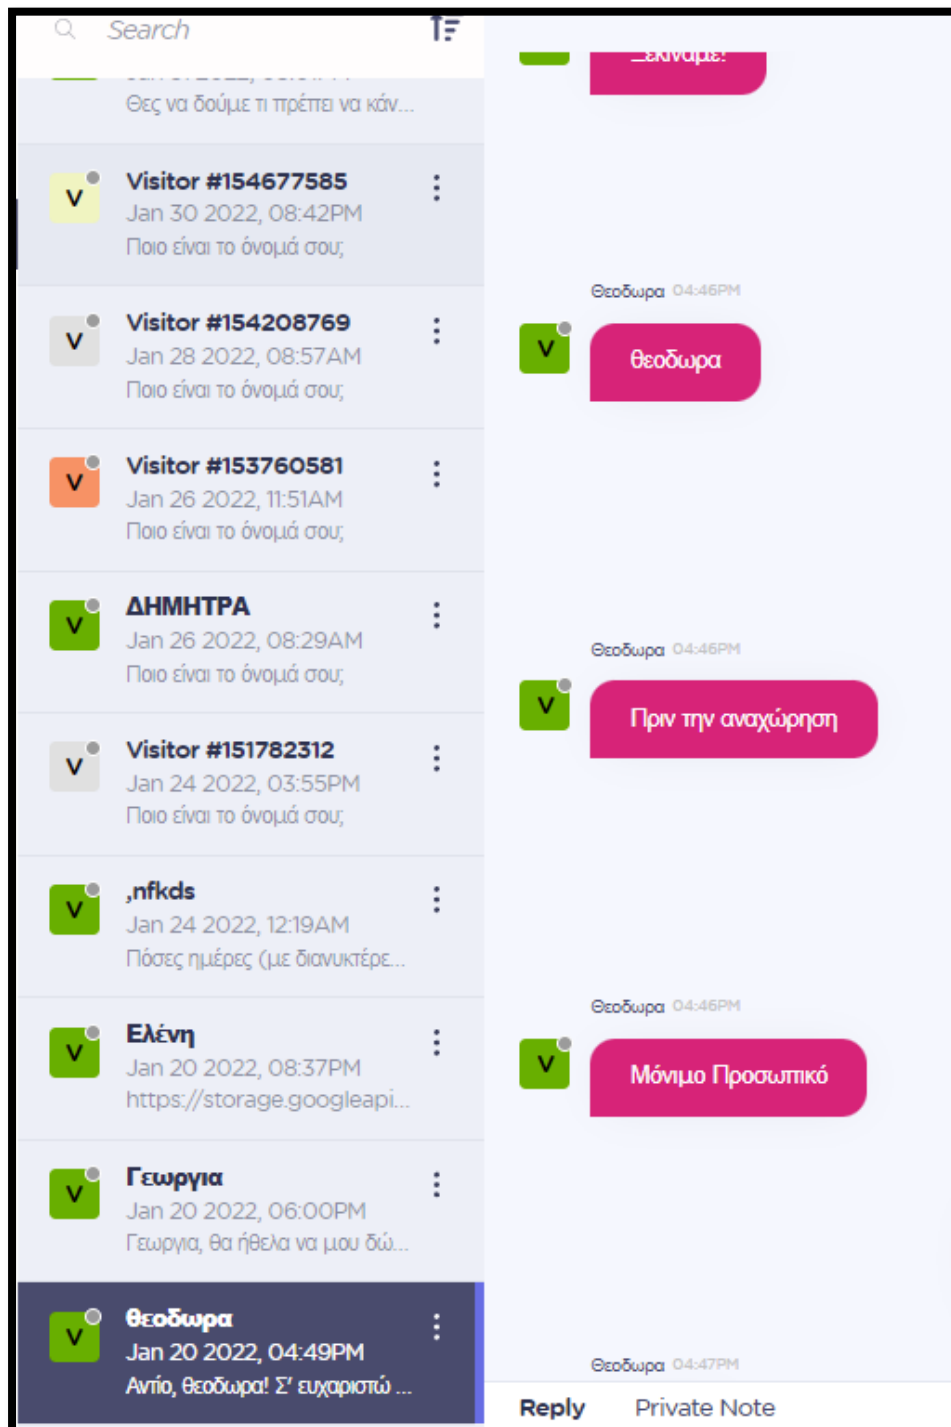 Search
Θες να δούμε τι πρέπει να κάν...
Visitor #154677585
Jan 30 2022, 08:42PM
Ποιο είναι το όνομά σου;
Visitor #154208769
Jan 28 2022, 08:57AM
Ποιο είναι το όνομά σου;
Visitor #153760581
Jan 26 2022, 11:51AM
Ποιο είναι το όνομά σου;
ΔΗΜΗΤΡΑ
Jan 26 2022, 08:29AM
Ποιο είναι το όνομά σου;
Visitor #151782312
Jan 24 2022, 03:55PM
Ποιο είναι το όνομά σου;
,nfkds
Jan 24 2022, 12:19AM
Πόσες ημέρες (με διανυκτέρε...
Ελένη
Jan 20 2022, 08:37PM
https://storage.googleapi...
Γεωργια
Jan 20 2022, 06:00PM
Γεωργια, θα ήθελα να μου δώ...
θεοδωρα
Jan 20 2022, 04:49PM
Αντίο, θεοδωρα! Σ' ευχαριστώ ...
Ξεκινάμε!
Θεοδωρα 04:46PM
θεοδωρα
Θεοδωρα 04:46PM
Πριν την αναχώρηση
Θεοδωρα 04:46PM
Μόνιμο Προσωπικό
Θεοδωρα 04:47PM
Reply Private Note